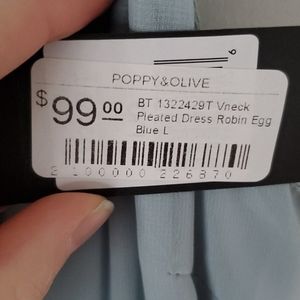 POPPY&OLIVE
$99.00
BT 1322429T Vneck
Pleated Dress Robin Egg
Blue L
2 100000 226870